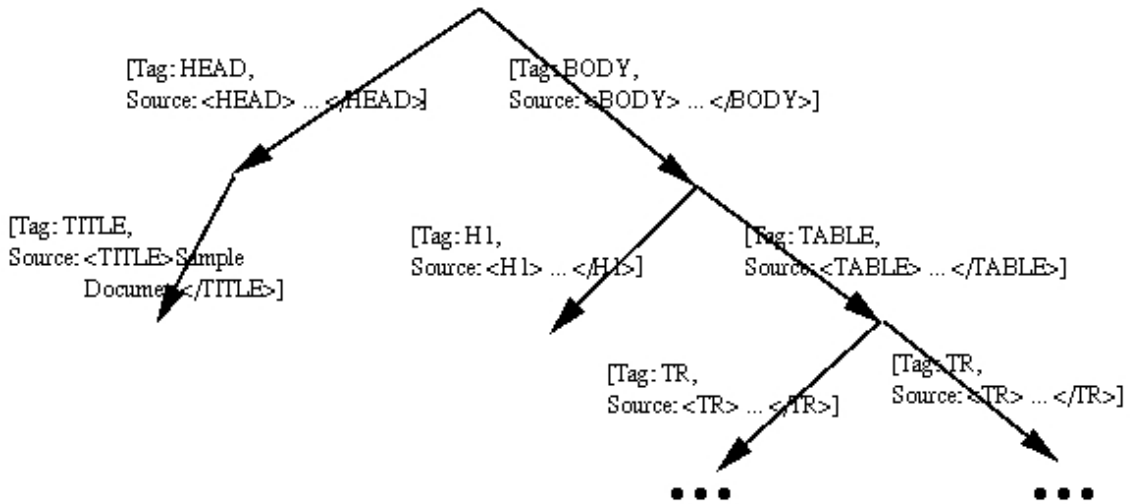 [Tag: HEAD,
Source: <HEAD> ... </HEAD>]
[Tag: BODY,
Source: <BODY> ... </BODY>]
[Tag: TITLE,
Source: <TITLE>Sample
Document</TITLE>]
[Tag: H1,
Source: <H1> ... </H1>]
[Tag: TABLE,
Source: <TABLE> ... </TABLE>]
[Tag: TR,
Source: <TR> ... </TR>]
[Tag: TR,
Source: <TR> ... </TR>]